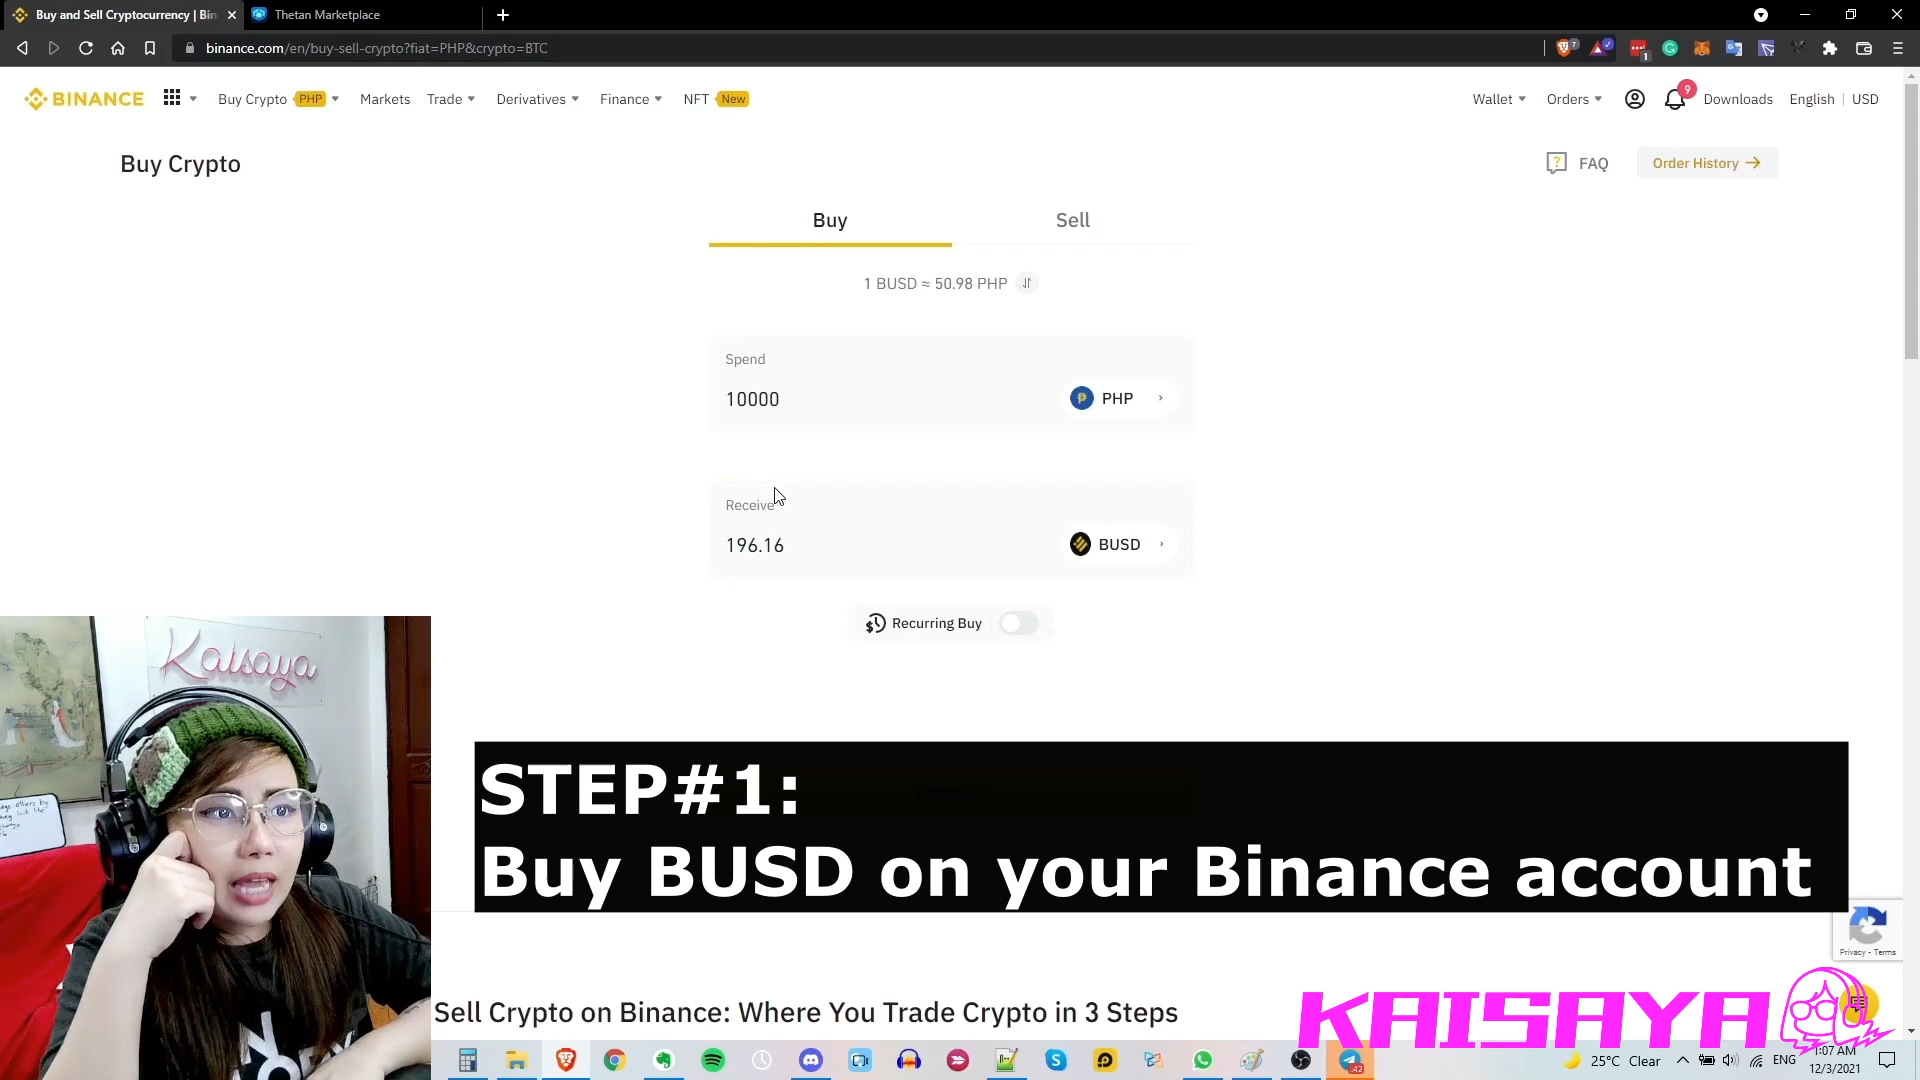 Buy and Sell Cryptocurrency | Bin
Thetan Marketplace
binance.com/en/buy-sell-crypto?fiat=PHP&crypto=BTC
7
1
BINANCE
Buy Crypto PHP
Markets
Trade
Derivatives
Finance
NFT New
Wallet
Orders
9
Downloads
English | USD
Buy Crypto
FAQ
Order History
Buy
Sell
1 BUSD ≈ 50.98 PHP
Spend
10000
PHP
Receive
196.16
BUSD
Recurring Buy
Kaisaya
STEP#1:
Buy BUSD on your Binance account
Privacy - Terms
Sell Crypto on Binance: Where You Trade Crypto in 3 Steps
KAISAYA
25°C Clear
ENG
1:07 AM
12/3/2021